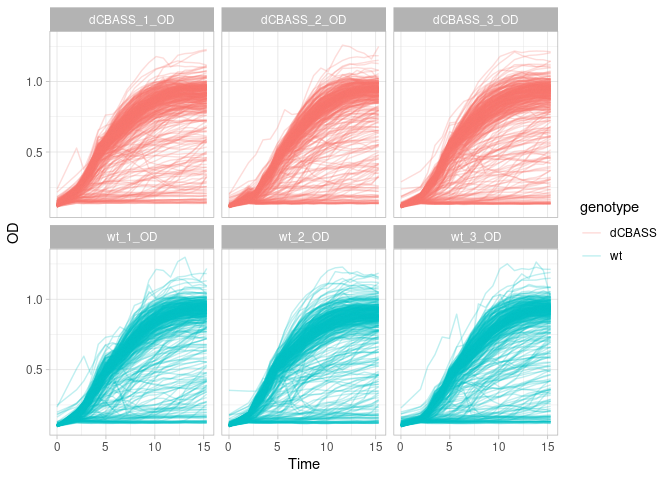 dCBASS_1_OD dCBASS_2_OD dCBASS_3_OD
1.0
0.5
wt_1_OD wt_2_OD wt_3_OD
1.0
0.5
OD
0 5 10 15 0 5 10 15 0 5 10 15
Time
genotype
dCBASS
wt